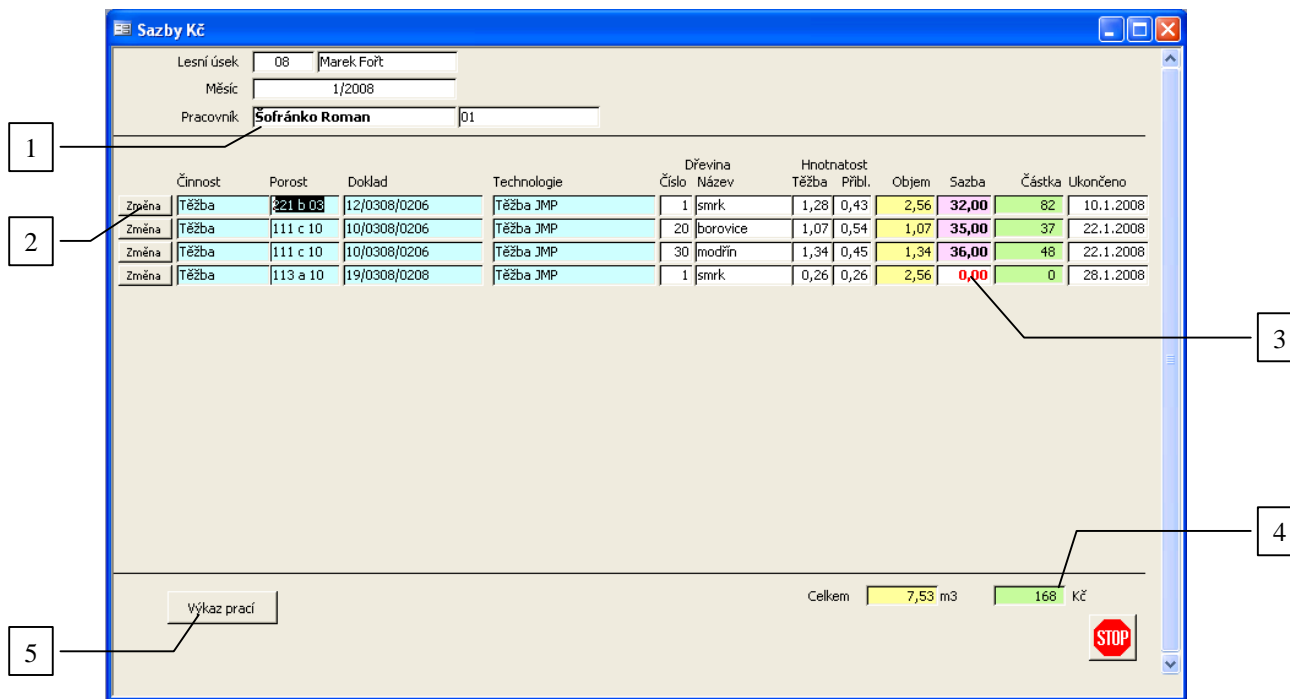 Sazby Kč
Lesní úsek 08 Marek Fořt
Měsíc 1/2008
Pracovník Šofránko Roman 01
1
Dřevina Hnotnatost
Činnost Porost Doklad Technologie Číslo Název Těžba Přibl. Objem Sazba Částka Ukončeno
Změna Těžba 221 b 03 12/0308/0206 Těžba JMP 1 smrk 1,28 0,43 2,56 32,00 82 10.1.2008
2
Změna Těžba 111 c 10 10/0308/0206 Těžba JMP 20 borovice 1,07 0,54 1,07 35,00 37 22.1.2008
Změna Těžba 111 c 10 10/0308/0206 Těžba JMP 30 modřín 1,34 0,45 1,34 36,00 48 22.1.2008
Změna Těžba 113 a 10 19/0308/0208 Těžba JMP 1 smrk 0,26 0,26 2,56 0,00 0 28.1.2008
3
4
Celkem 7,53 m3 168 Kč
Výkaz prací
STOP
5